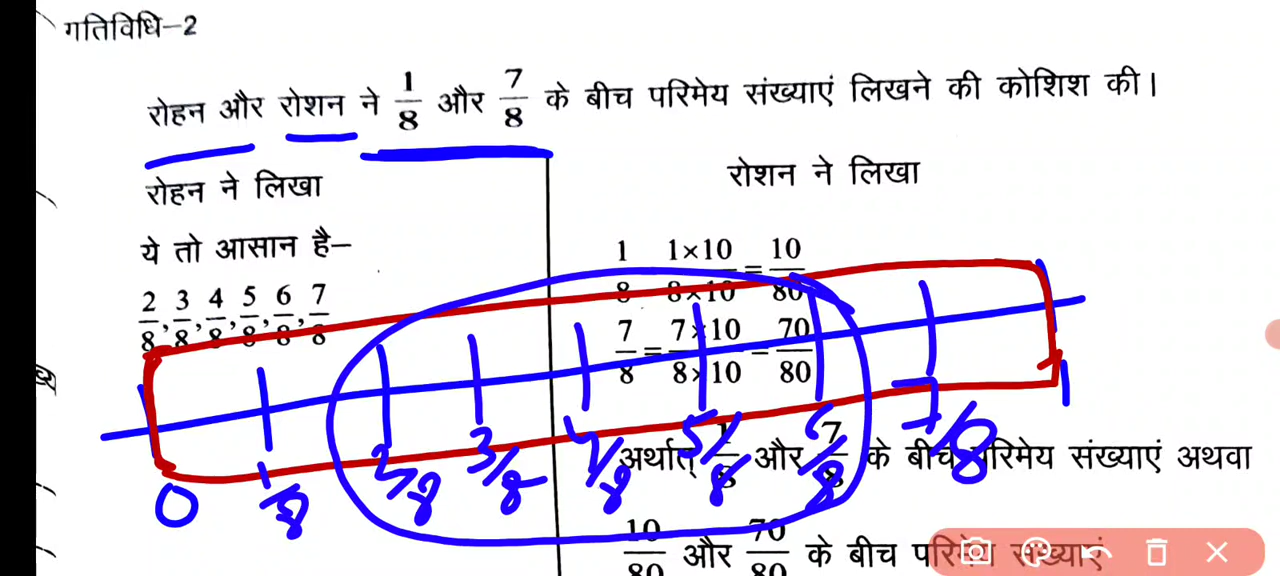 गतिविधि–2
रोहन और रोशन ने 1/8 और 7/8 के बीच परिमेय संख्याएं लिखने की कोशिश की।
रोहन ने लिखा
ये तो आसान है–
2/8, 3/8, 4/8, 5/8, 6/8, 7/8
रोशन ने लिखा
1/8 1×10/8×10 = 10/80
7/8 = 7×10/8×10 = 70/80
अर्थात् 1/8 और 7/8 के बीच परिमेय संख्याएं अथवा
10/80 और 70/80 के बीच परिमेय संख्याएं
0 1/8 2/8 3/8 4/8 5/8 6/8 7/8 1